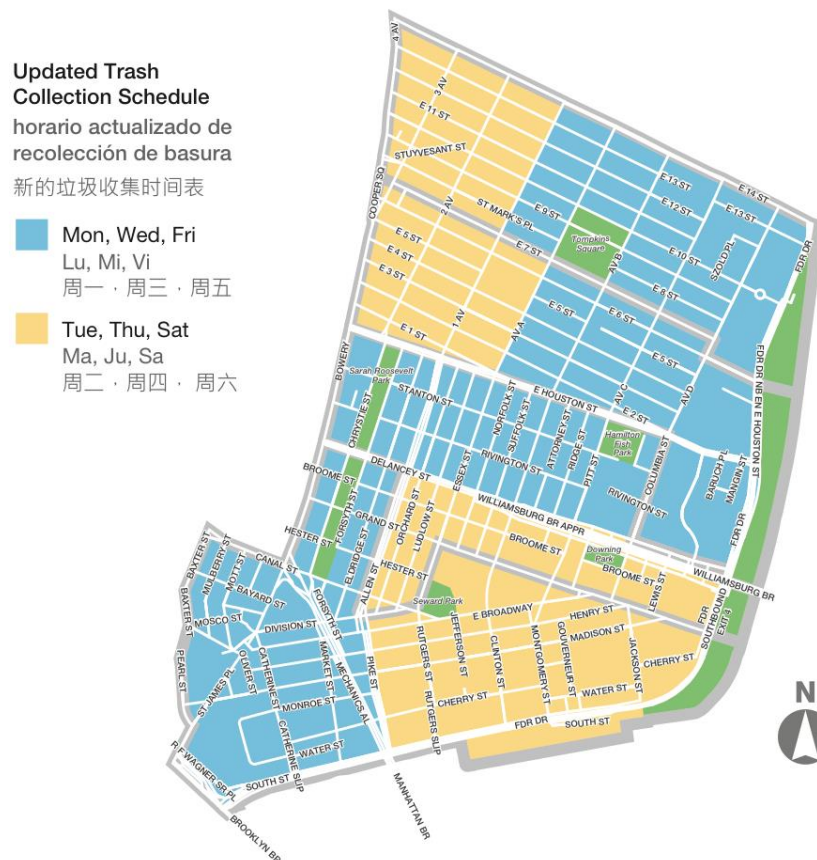 Updated Trash
Collection Schedule
horario actualizado de
recolección de basura
新的垃圾收集时间表
Mon, Wed, Fri
Lu, Mi, Vi
周一 · 周三 · 周五
Tue, Thu, Sat
Ma, Ju, Sa
周二 · 周四 · 周六
4 AV
3 AV
E 11 ST
STUYVESANT ST
COOPER SQ
2 AV
ST MARK'S PL
E 9 ST
E 7 ST
E 13 ST
E 14 ST
E 12 ST
E 13 ST
Tompkins
Square
AV B
E 10 ST
SZOLD PL
FDR DR
E 8 ST
E 5 ST
E 4 ST
E 3 ST
E 1 ST
1 AV
AV A
E 5 ST
E 6 ST
E 5 ST
AV C
AV D
E 2 ST
FDR DR NB EN E HOUSTON ST
BOWERY
Sarah Roosevelt
Park
CHRYSTIE ST
STANTON ST
E HOUSTON ST
NORFOLK ST
SUFFOLK ST
ATTORNEY ST
RIDGE ST
PITT ST
Hamilton
Fish
Park
COLUMBIA ST
BARUCH PL
MANGIN ST
ESSEX ST
RIVINGTON ST
RIVINGTON ST
FDR DR
DELANCEY ST
WILLIAMSBURG BR APPR
WILLIAMSBURG BR
BROOME ST
FORSYTH ST
GRAND ST
ORCHARD ST
LUDLOW ST
BROOME ST
Downing
Park
BROOME ST
LEWIS ST
FDR
SOUTHBOUND
EXIT 4
HESTER ST
ELDRIDGE ST
ALLEN ST
HESTER ST
Seward Park
BAXTER ST
MULBERRY ST
MOTT ST
CANAL ST
BAYARD ST
BAXTER ST
MOSCO ST
FORSYTH ST
DIVISION ST
E BROADWAY
HENRY ST
MADISON ST
PEARL ST
ST JAMES PL
OLIVER ST
CATHERINE ST
MARKET ST
MECHANICS AL
PIKE ST
RUTGERS ST
JEFFERSON ST
CLINTON ST
MONTGOMERY ST
GOUVERNEUR ST
JACKSON ST
CHERRY ST
MONROE ST
CATHERINE SLIP
RUTGERS SLIP
CHERRY ST
WATER ST
WATER ST
FDR DR
SOUTH ST
R F WAGNER SR PL
SOUTH ST
MANHATTAN BR
BROOKLYN BR
N